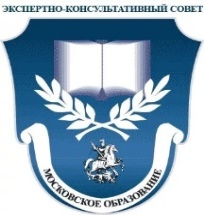 ЭКСПЕРТНО-КОНСУЛЬТАТИВНЫЙ СОВЕТ
МОСКОВСКОЕ ОБРАЗОВАНИЕ